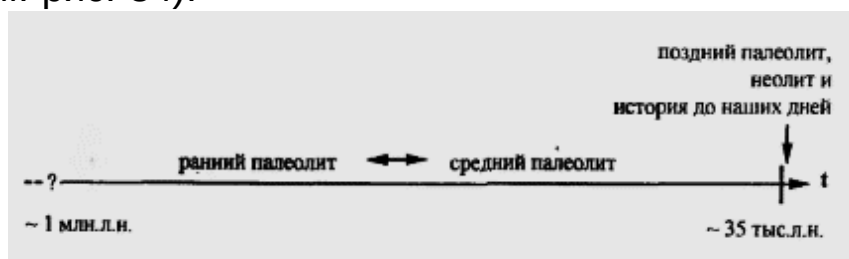 поздний палеолит,
неолит и
история до наших дней
ранний палеолит средний палеолит
--?
t
~ 1 млн.л.н. ~ 35 тыс.л.н.